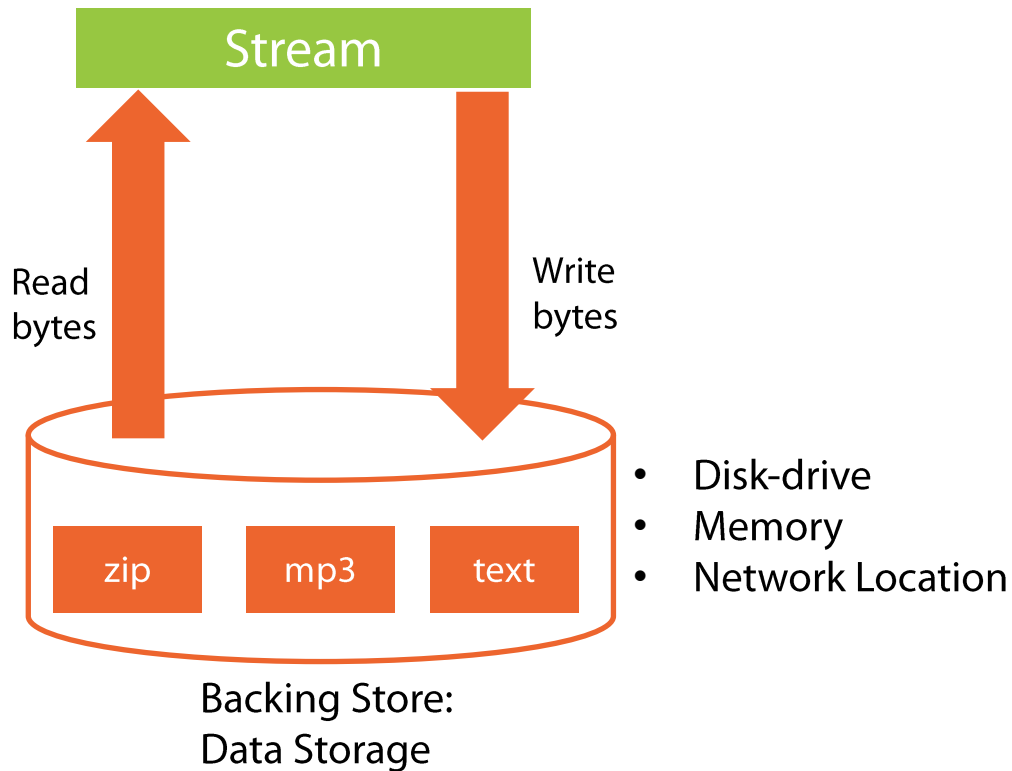 Stream
Read
bytes
Write
bytes
• Disk-drive
• Memory
• Network Location
zip
mp3
text
Backing Store:
Data Storage